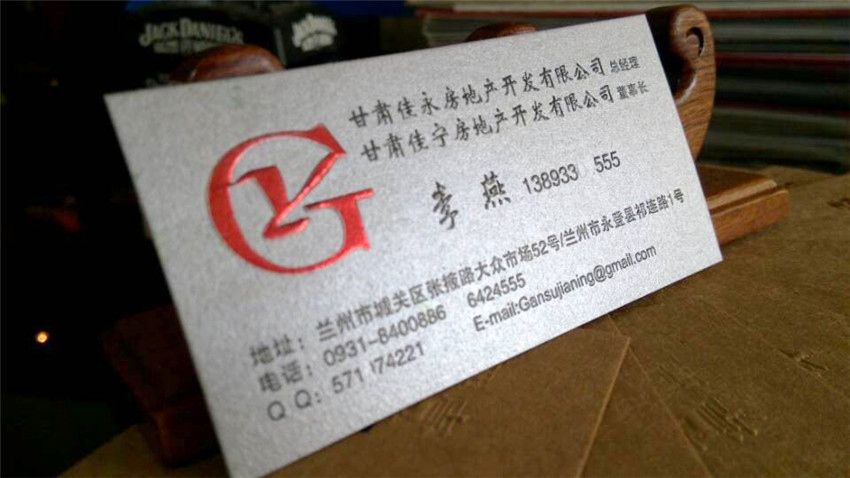 JACK DANIEL'S
甘肃佳永房地产开发有限公司 总经理
甘肃佳宁房地产开发有限公司 董事长
李燕 138933 555
地址：兰州市城关区张掖路大众市场52号/兰州市永登县祁连路1号
电话：0931-8400886 6424555 E-mail:Gansujianing@gmail.com
QQ：571 74221